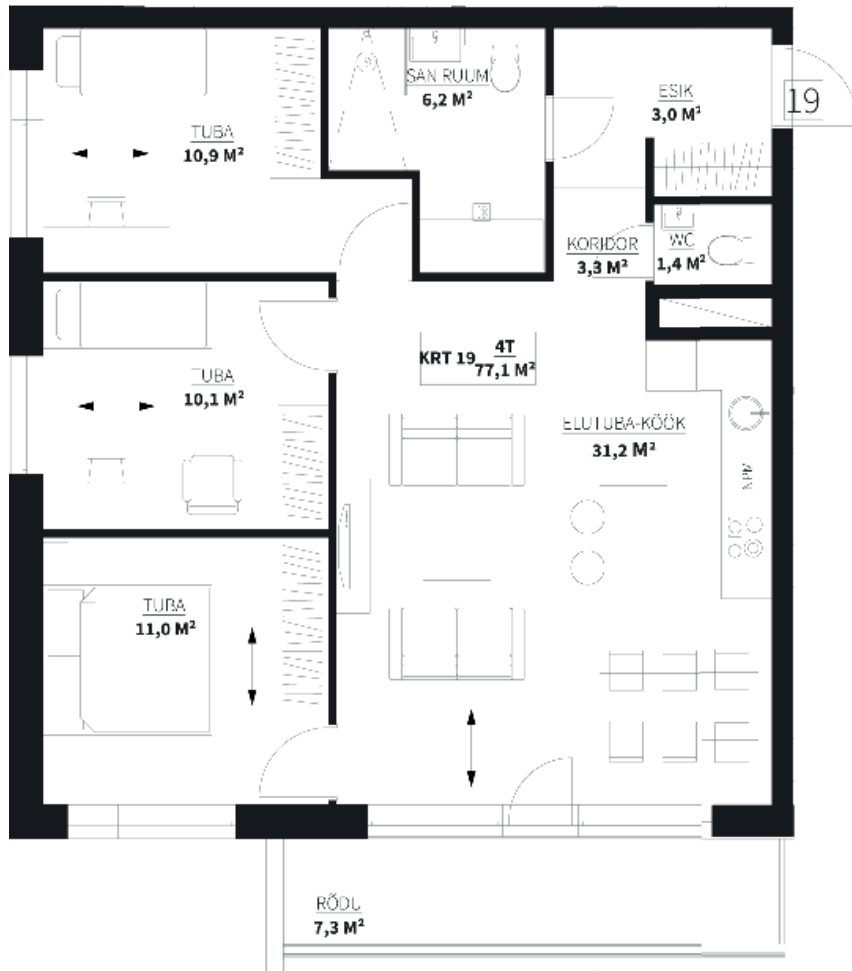 SAN RUUM
6,2 M²
ESIK
3,0 M²
19
TUBA
10,9 M²
KORIDOR
3,3 M²
WC
1,4 M²
KRT 19
4T
77,1 M²
TUBA
10,1 M²
ELUTUBA-KÖÖK
31,2 M²
NPM
TUBA
11,0 M²
RÕDU
7,3 M²